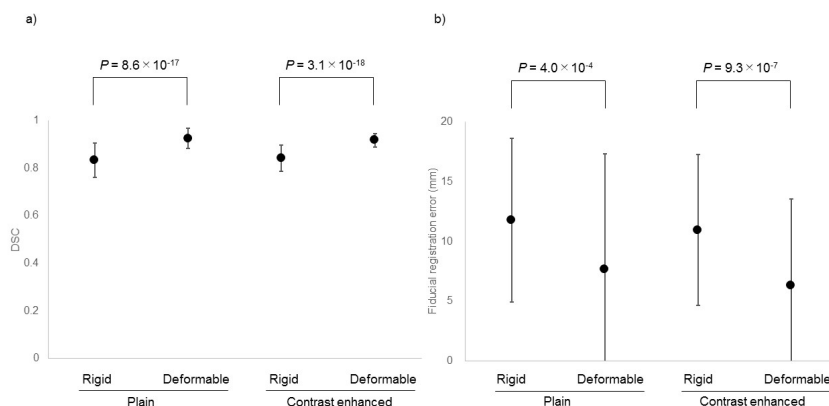 a)
P = 8.6 × 10-17
P = 3.1 × 10-18
1
0.8
0.6
0.4
0.2
0
DSC
Rigid
Deformable
Rigid
Deformable
Plain
Contrast enhanced
b)
P = 4.0 × 10-4
P = 9.3 × 10-7
20
15
10
5
0
Fiducial registration error (mm)
Rigid
Deformable
Rigid
Deformable
Plain
Contrast enhanced